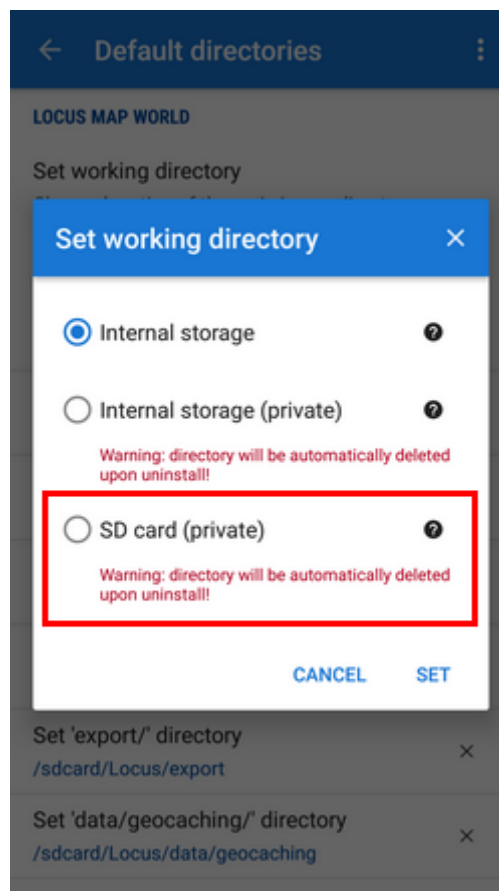 Default directories
LOCUS MAP WORLD
Set working directory
Set working directory
Internal storage
Internal storage (private)
Warning: directory will be automatically deleted
upon uninstall!
SD card (private)
Warning: directory will be automatically deleted
upon uninstall!
CANCEL SET
Set 'export/' directory
/sdcard/Locus/export
Set 'data/geocaching/' directory
/sdcard/Locus/data/geocaching